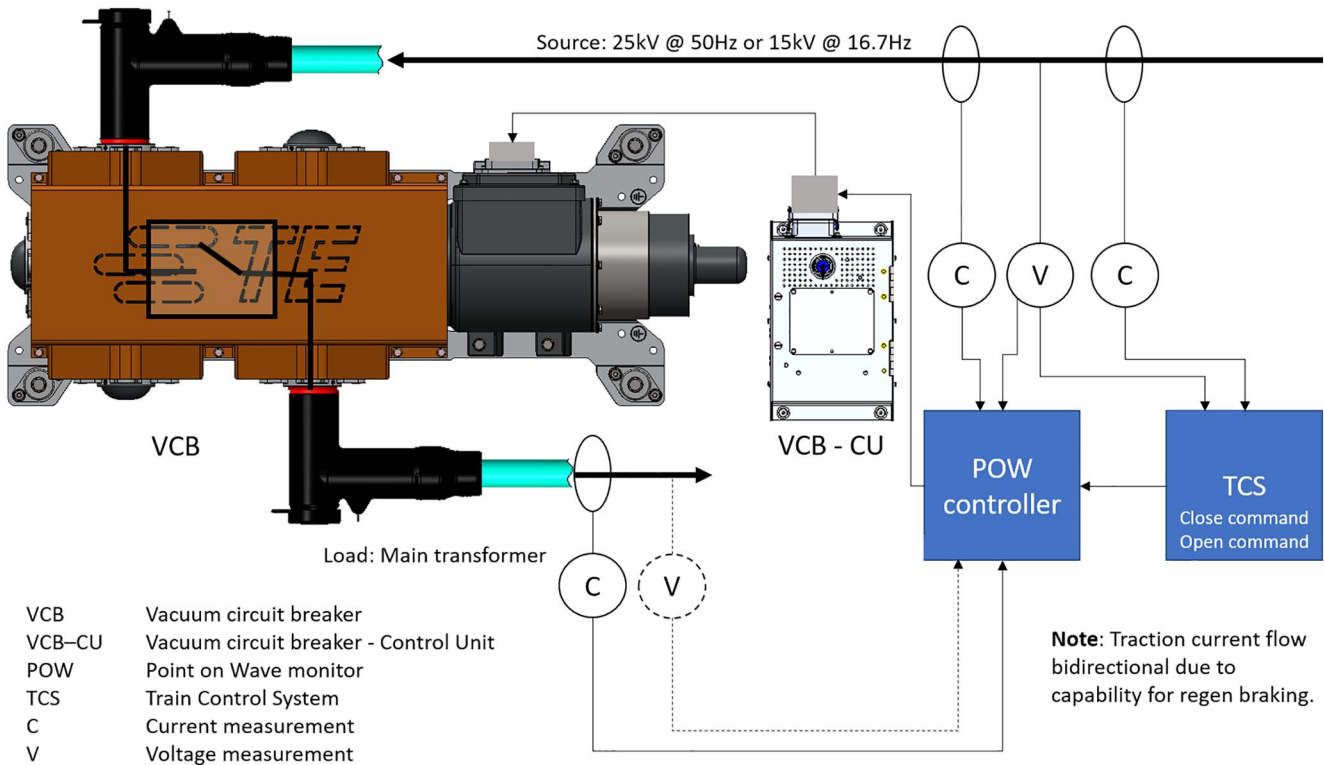 Source: 25kV @ 50Hz or 15kV @ 16.7Hz
C
V
C
VCB
VCB - CU
POW
controller
TCS
Close command
Open command
Load: Main transformer
C
V
VCB Vacuum circuit breaker
VCB–CU Vacuum circuit breaker - Control Unit
POW Point on Wave monitor
TCS Train Control System
C Current measurement
V Voltage measurement
Note: Traction current flow
bidirectional due to
capability for regen braking.